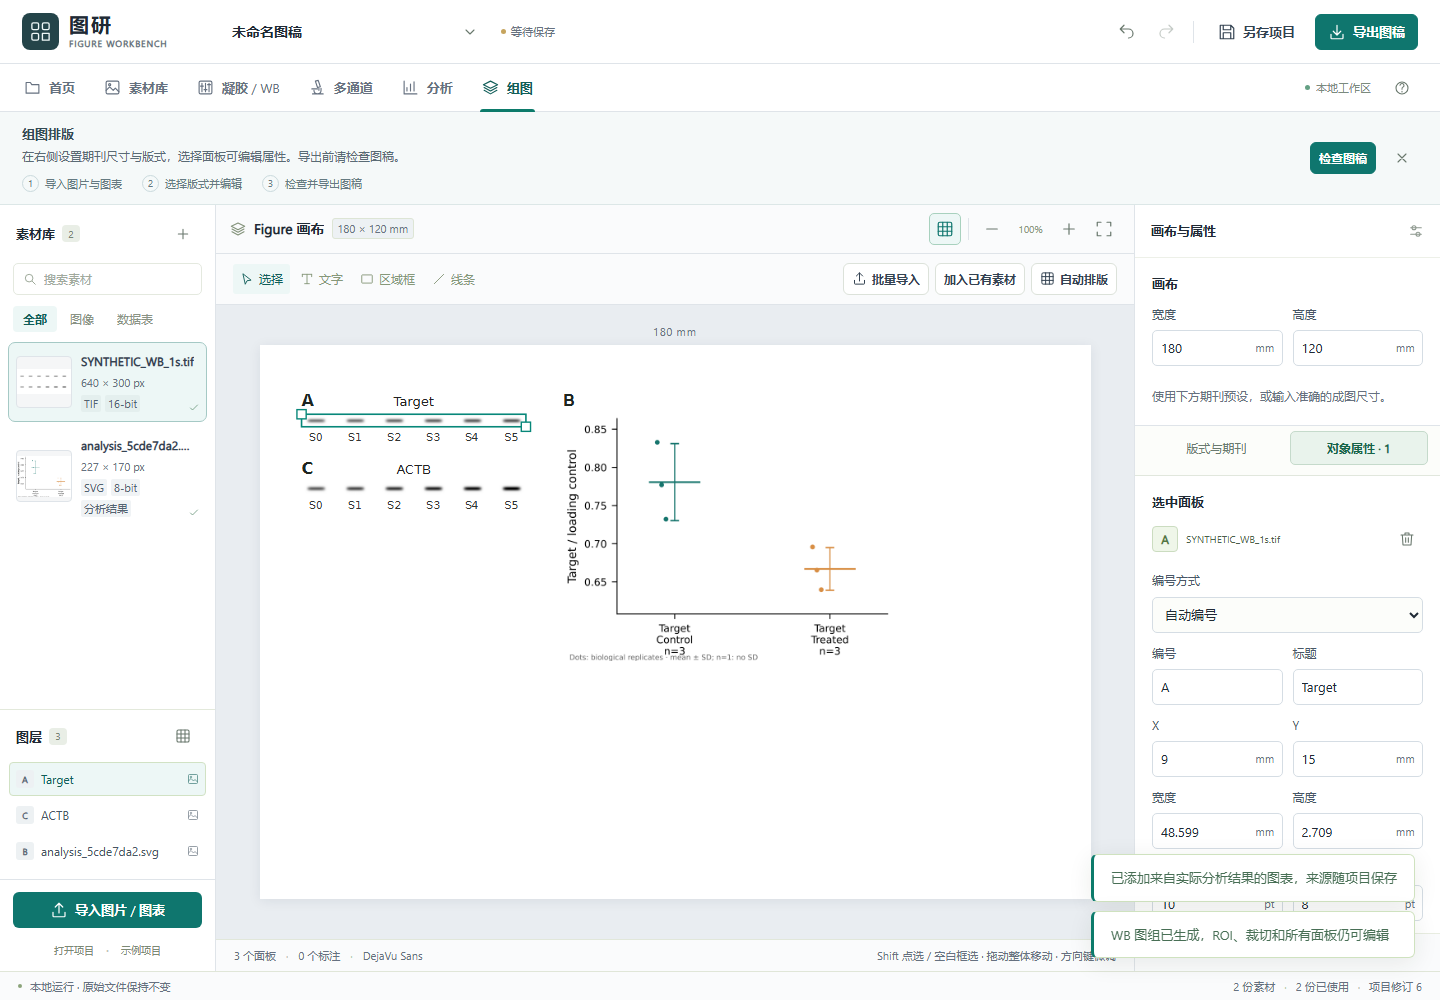 图研
FIGURE WORKBENCH
未命名图稿
等待保存
另存项目
导出图稿
首页
素材库
凝胶 / WB
多通道
分析
组图
本地工作区
组图排版
在右侧设置期刊尺寸与版式，选择面板可编辑属性。导出前请检查图稿。
1 导入图片与图表
2 选择版式并编辑
3 检查并导出图稿
检查图稿
素材库 2
搜索素材
全部 图像 数据表
SYNTHETIC_WB_1s.tif
640 × 300 px
TIF 16-bit
analysis_5cde7da2....
227 × 170 px
SVG 8-bit
分析结果
图层 3
A Target
C ACTB
B analysis_5cde7da2.svg
导入图片 / 图表
打开项目 · 示例项目
Figure 画布 180 × 120 mm
100%
选择 文字 区域框 线条
批量导入
加入已有素材
自动排版
180 mm
A
Target
S0 S1 S2 S3 S4 S5
C
ACTB
S0 S1 S2 S3 S4 S5
B
Target / loading control
0.85
0.80
0.75
0.70
0.65
Target
Control
n=3
Target
Treated
n=3
Dots: biological replicates · mean ± SD; n=1: no SD
3 个面板 · 0 个标注 · DejaVu Sans
Shift 点选 / 空白框选 · 拖动整体移动 · 方向键微调
画布与属性
画布
宽度 高度
180 mm 120 mm
使用下方期刊预设，或输入准确的成图尺寸。
版式与期刊 对象属性 · 1
选中面板
A SYNTHETIC_WB_1s.tif
编号方式
自动编号
编号 标题
A Target
X Y
9 mm 15 mm
宽度 高度
48.599 mm 2.709 mm
已添加来自实际分析结果的图表，来源随项目保存
10 pt 8 pt
WB 图组已生成，ROI、裁切和所有面板仍可编辑
本地运行 · 原始文件保持不变
2 份素材 · 2 份已使用 · 项目修订 6